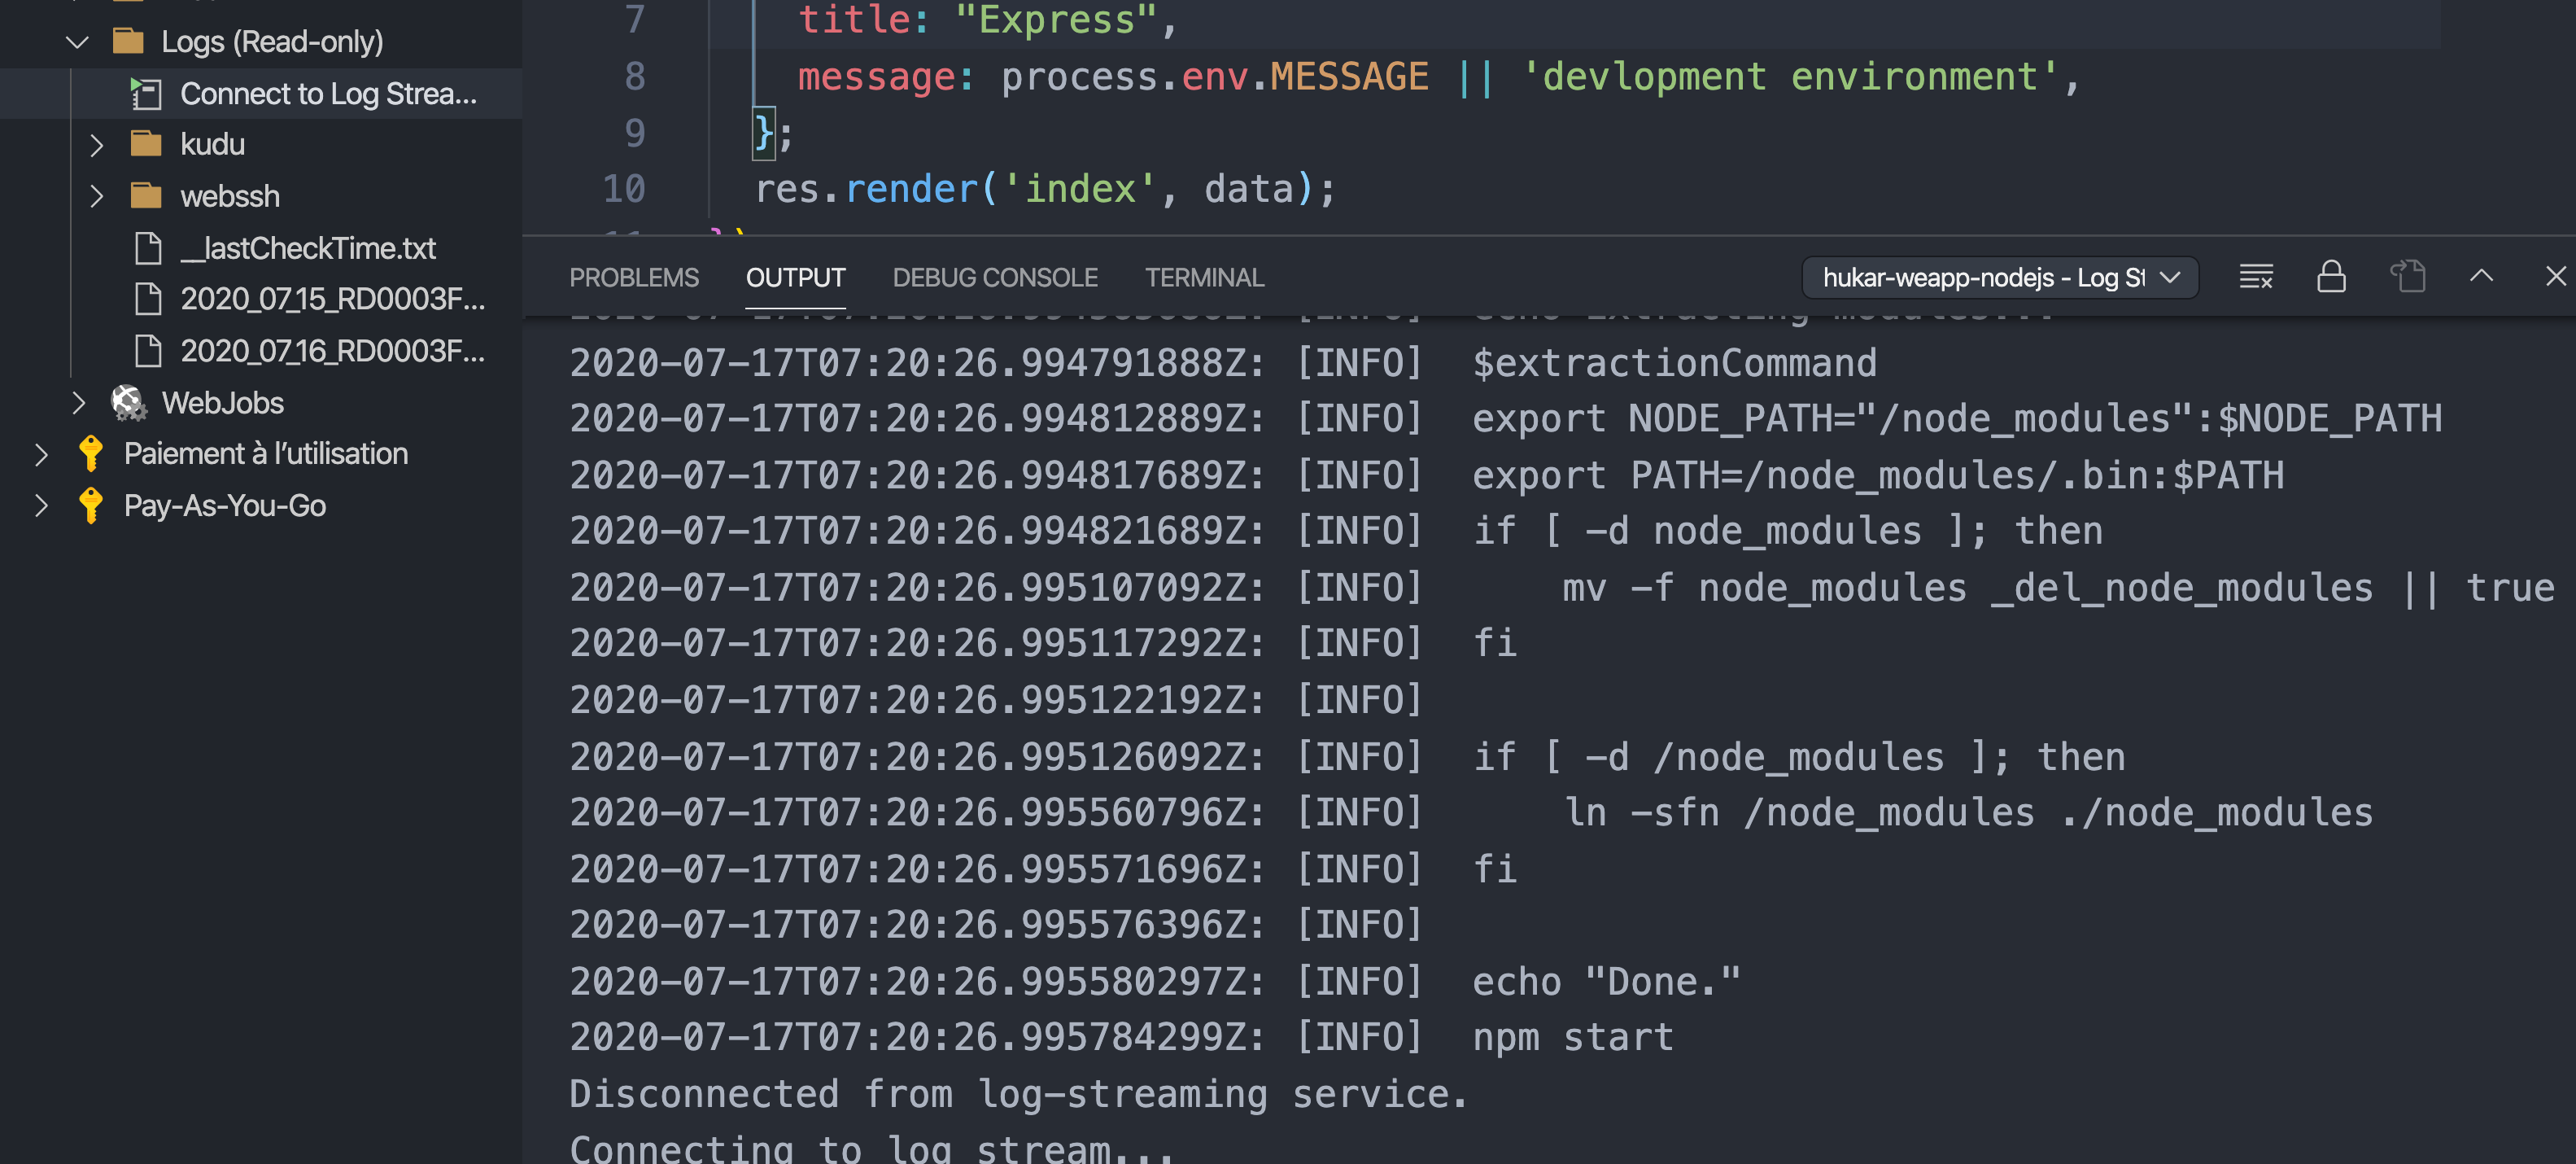 Logs (Read-only)
Connect to Log Strea...
kudu
webssh
__lastCheckTime.txt
2020_07_15_RD0003F...
2020_07_16_RD0003F...
WebJobs
Paiement à l’utilisation
Pay-As-You-Go
7 title: "Express",
8 message: process.env.MESSAGE || 'devlopment environment',
9 };
10 res.render('index', data);
PROBLEMS OUTPUT DEBUG CONSOLE TERMINAL hukar-weapp-nodejs - Log St
2020-07-17T07:20:26.994791888Z: [INFO] $extractionCommand
2020-07-17T07:20:26.994812889Z: [INFO] export NODE_PATH="/node_modules":$NODE_PATH
2020-07-17T07:20:26.994817689Z: [INFO] export PATH=/node_modules/.bin:$PATH
2020-07-17T07:20:26.994821689Z: [INFO] if [ -d node_modules ]; then
2020-07-17T07:20:26.995107092Z: [INFO] mv -f node_modules _del_node_modules || true
2020-07-17T07:20:26.995117292Z: [INFO] fi
2020-07-17T07:20:26.995122192Z: [INFO]
2020-07-17T07:20:26.995126092Z: [INFO] if [ -d /node_modules ]; then
2020-07-17T07:20:26.995560796Z: [INFO] ln -sfn /node_modules ./node_modules
2020-07-17T07:20:26.995571696Z: [INFO] fi
2020-07-17T07:20:26.995576396Z: [INFO]
2020-07-17T07:20:26.995580297Z: [INFO] echo "Done."
2020-07-17T07:20:26.995784299Z: [INFO] npm start
Disconnected from log-streaming service.
Connecting to log stream...